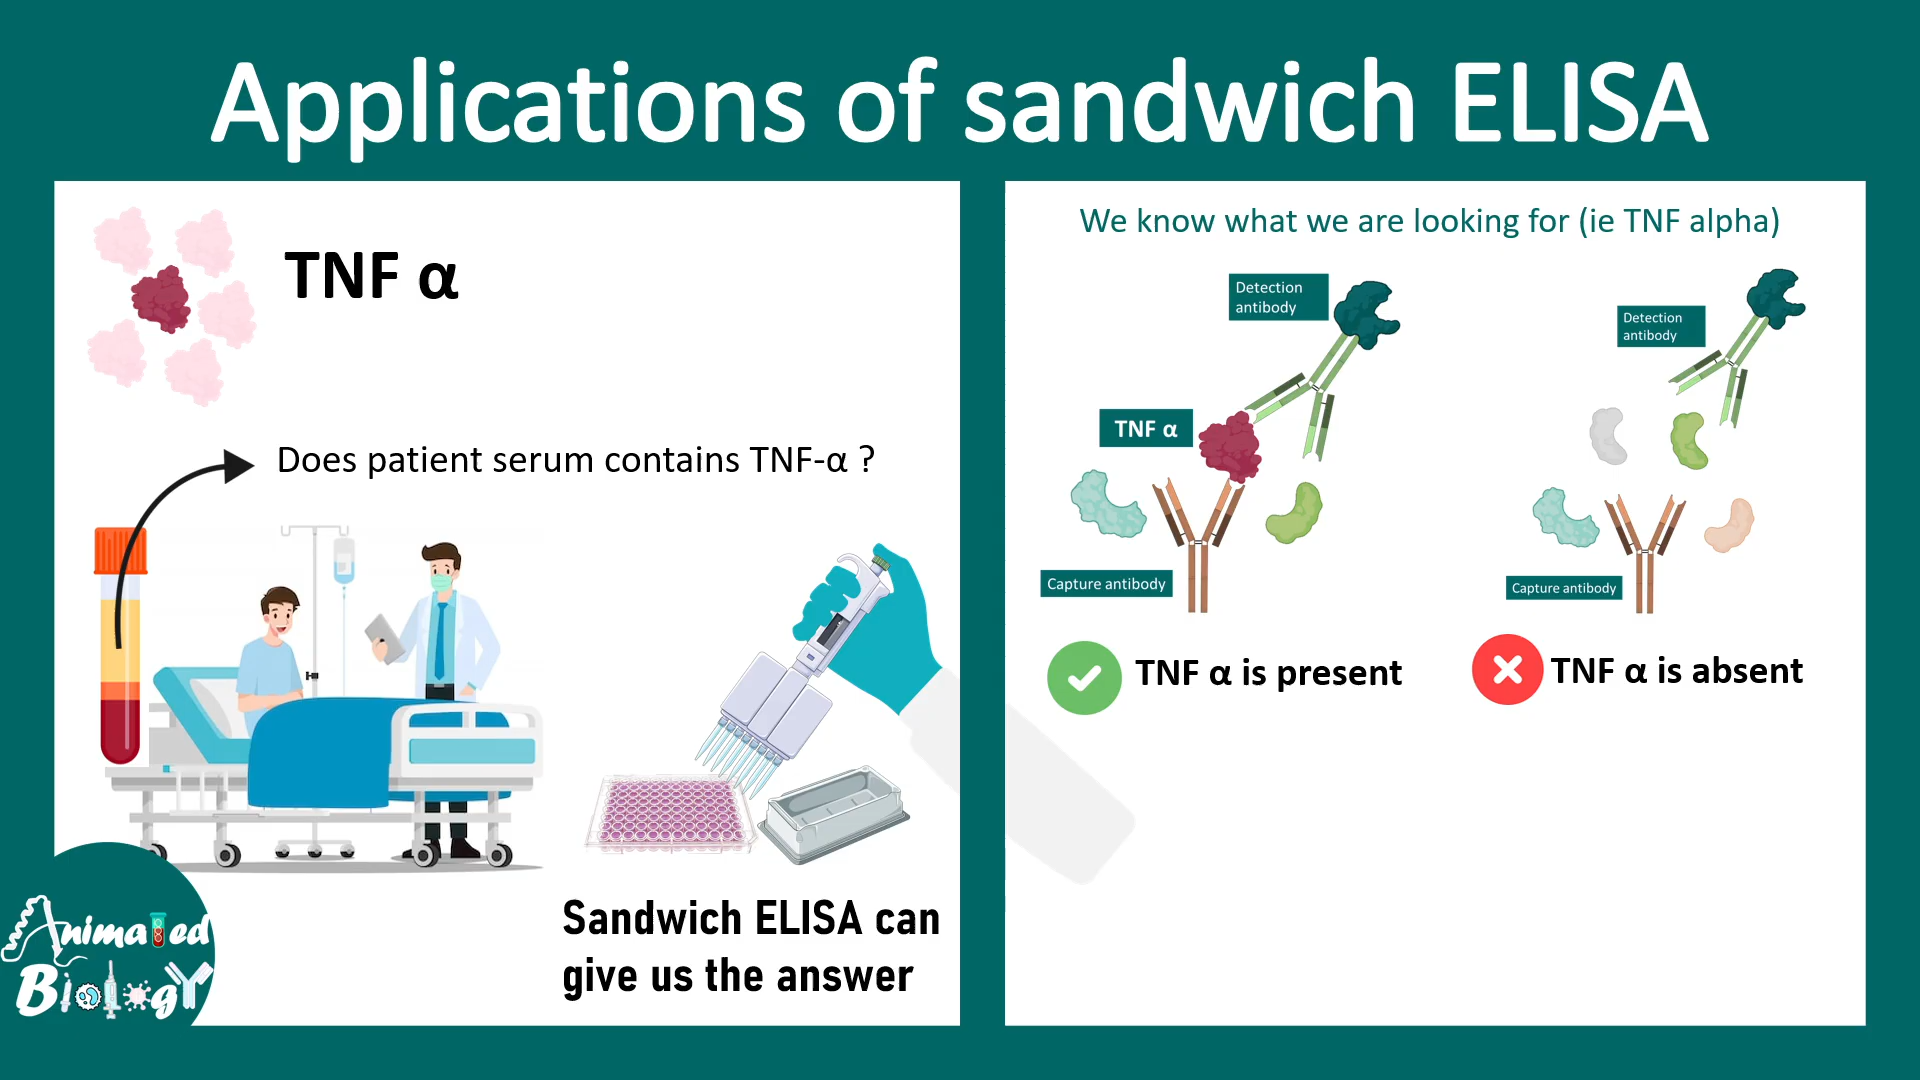 Applications of sandwich ELISA
TNF α
Does patient serum contains TNF-α ?
Sandwich ELISA can
give us the answer
Animated
Biology
We know what we are looking for (ie TNF alpha)
Detection
antibody
TNF α
Capture antibody
TNF α is present
Detection
antibody
Capture antibody
TNF α is absent